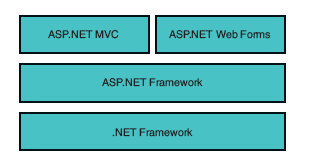 ASP.NET MVC
ASP.NET Web Forms
ASP.NET Framework
.NET Framework